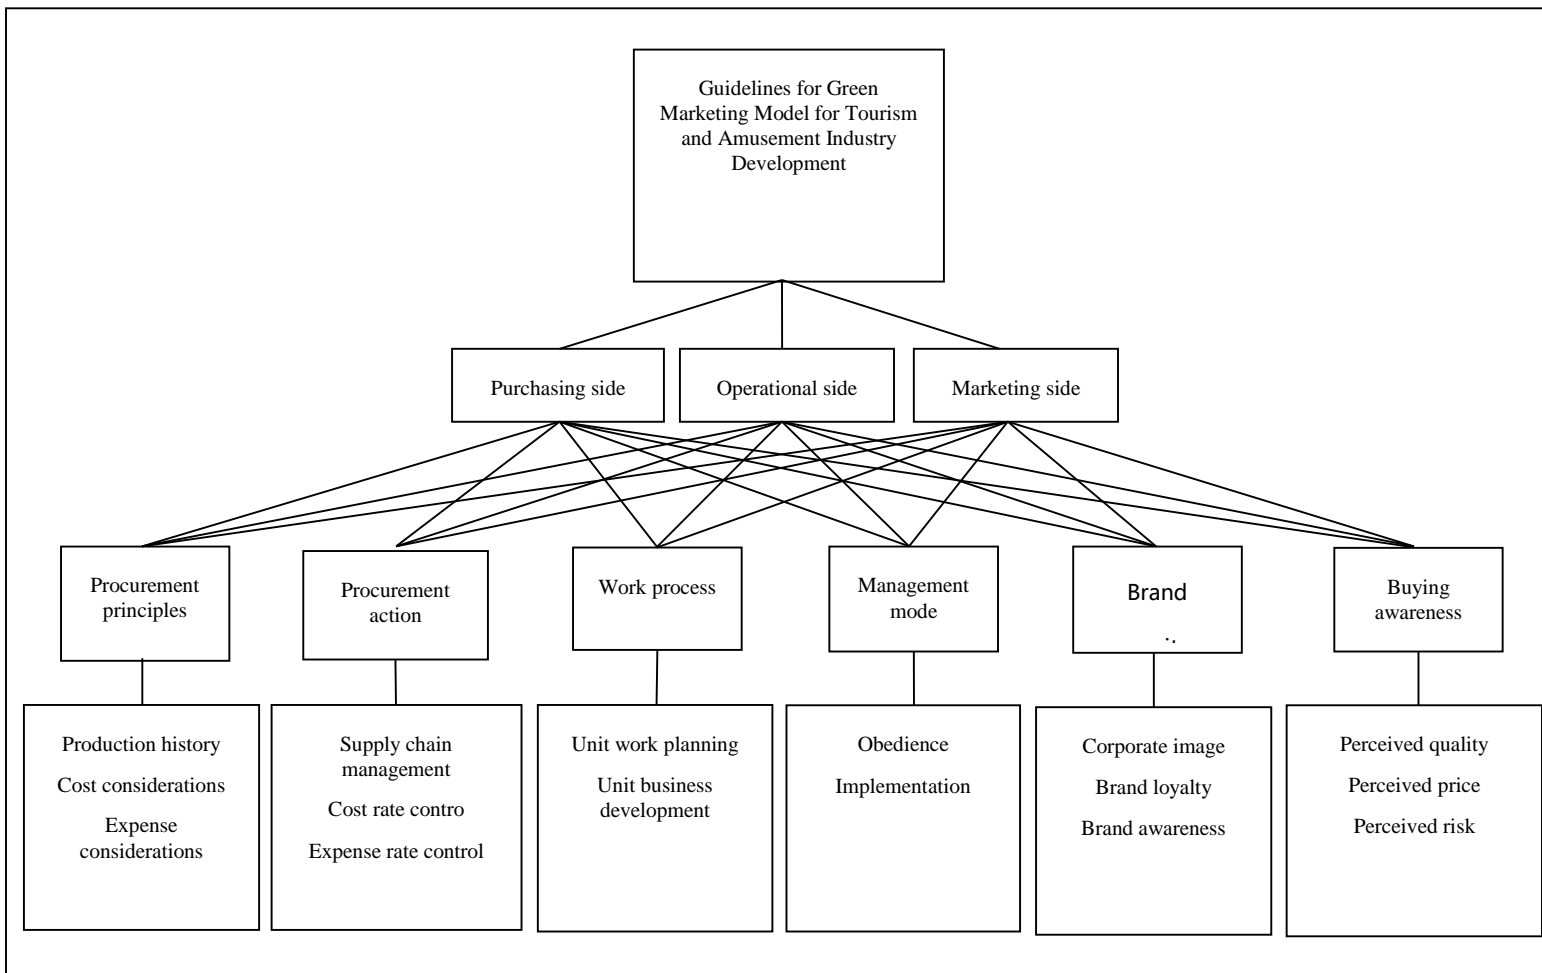 Guidelines for Green
Marketing Model for Tourism
and Amusement Industry
Development
Purchasing side
Operational side
Marketing side
Procurement
principles
Procurement
action
Work process
Management
mode
Brand
Buying
awareness
Production history
Cost considerations
Expense
considerations
Supply chain
management
Cost rate contro
Expense rate control
Unit work planning
Unit business
development
Obedience
Implementation
Corporate image
Brand loyalty
Brand awareness
Perceived quality
Perceived price
Perceived risk